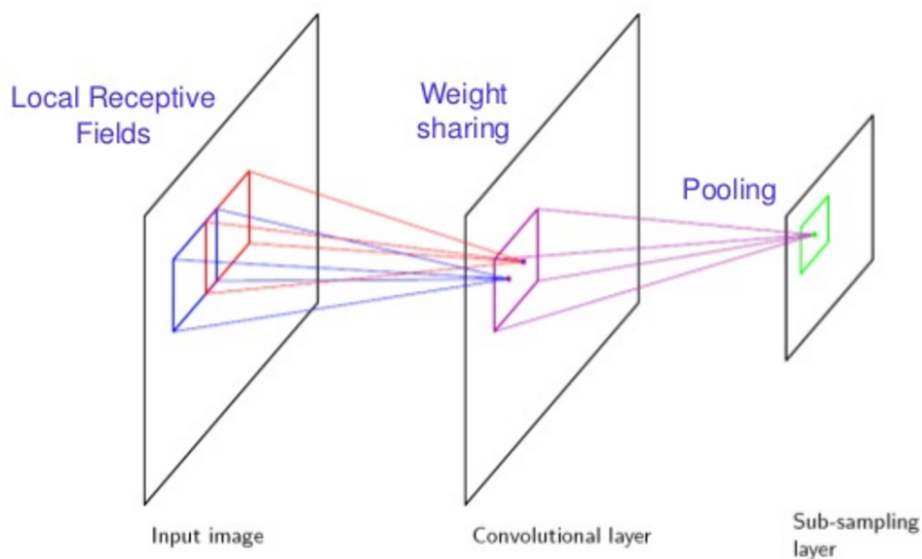 Local Receptive
Fields
Weight
sharing
Pooling
Input image
Convolutional layer
Sub-sampling
layer